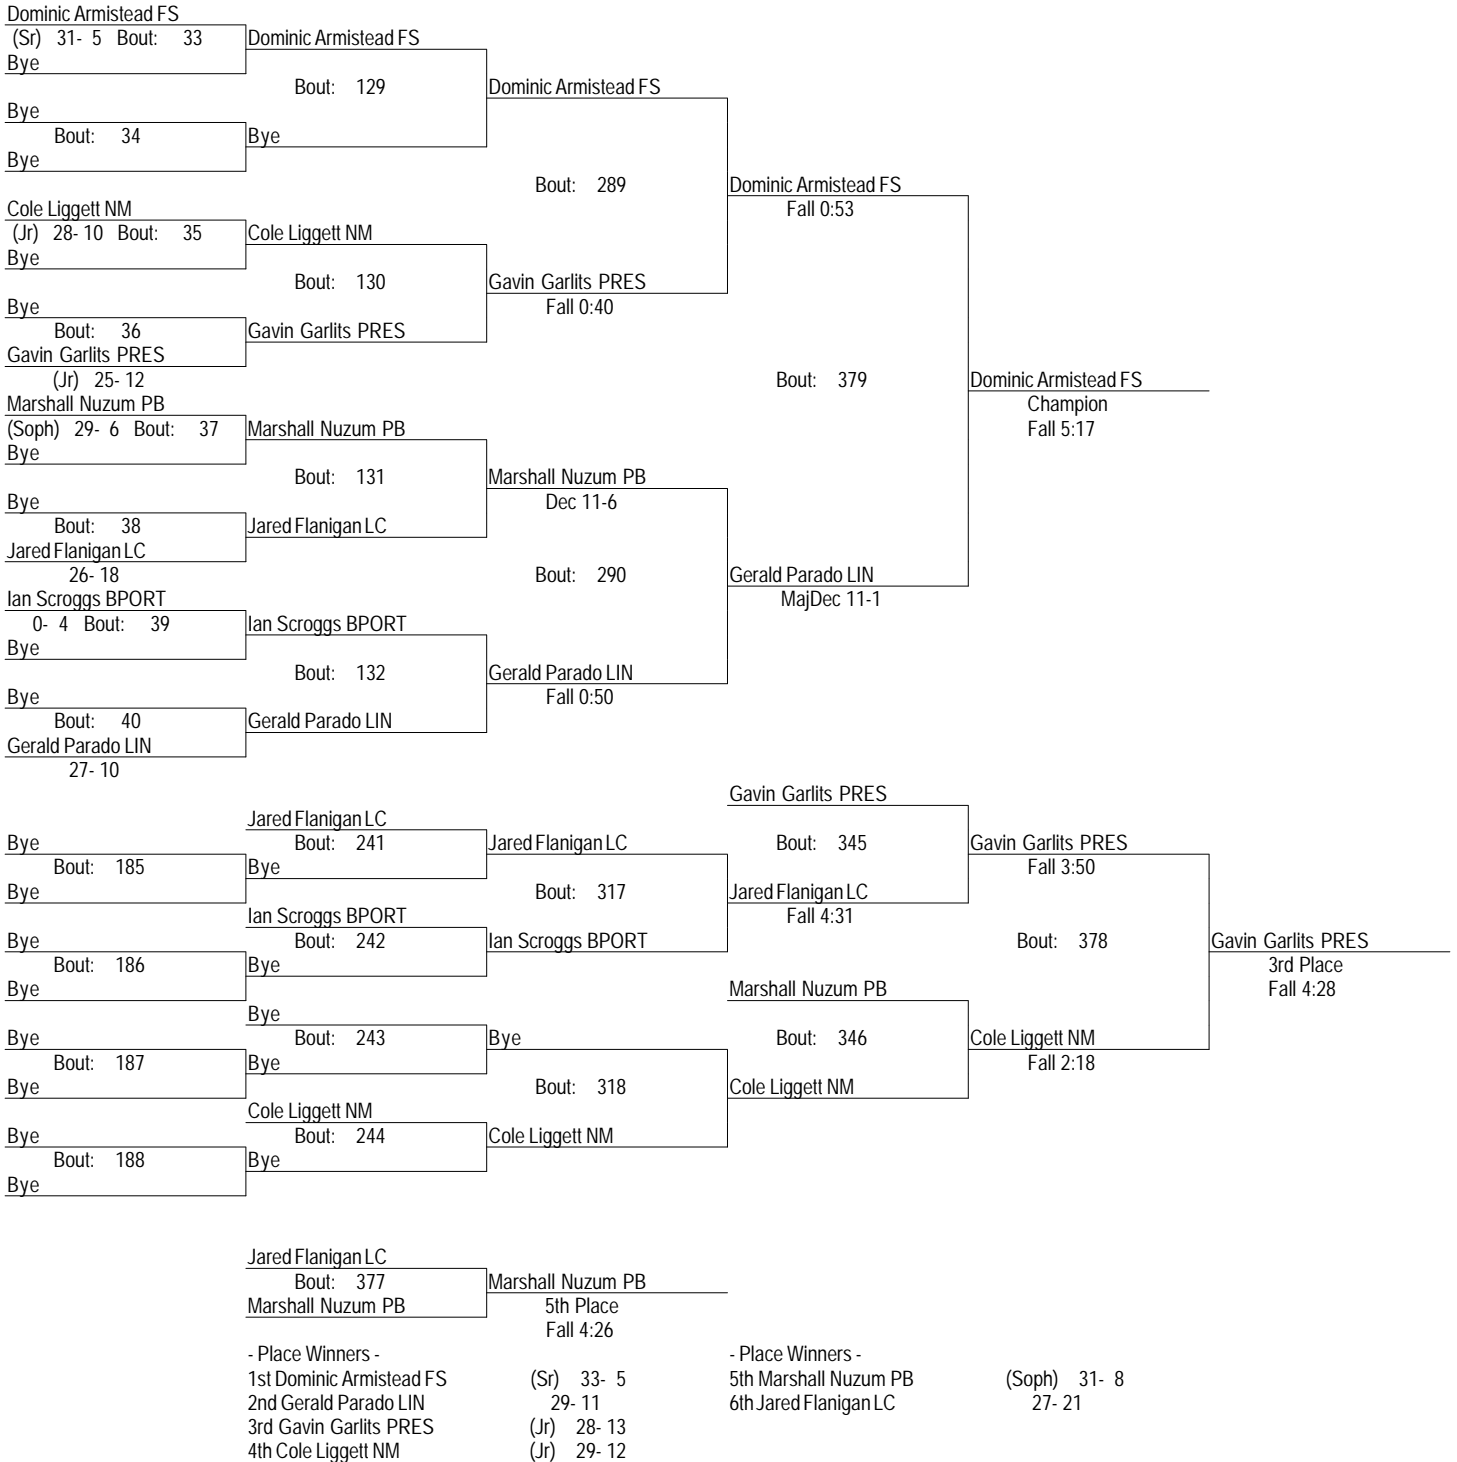 Dominic Armistead FS
(Sr) 31- 5 Bout: 33
Dominic Armistead FS
Bye
Bout: 129
Dominic Armistead FS
Bye
Bout: 34
Bye
Bye
Bout: 289
Dominic Armistead FS
Fall 0:53
Cole Liggett NM
(Jr) 28- 10 Bout: 35
Cole Liggett NM
Bye
Bout: 130
Gavin Garlits PRES
Fall 0:40
Bye
Bout: 36
Gavin Garlits PRES
Gavin Garlits PRES
(Jr) 25- 12
Bout: 379
Dominic Armistead FS
Champion
Fall 5:17
Marshall Nuzum PB
(Soph) 29- 6 Bout: 37
Marshall Nuzum PB
Bye
Bout: 131
Marshall Nuzum PB
Dec 11-6
Bye
Bout: 38
Jared Flanigan LC
Jared Flanigan LC
26- 18
Bout: 290
Gerald Parado LIN
MajDec 11-1
Ian Scroggs BPORT
0- 4 Bout: 39
Ian Scroggs BPORT
Bye
Bout: 132
Gerald Parado LIN
Fall 0:50
Bye
Bout: 40
Gerald Parado LIN
Gerald Parado LIN
27- 10
Gavin Garlits PRES
Jared Flanigan LC
Bye
Bout: 241
Jared Flanigan LC
Bout: 345
Gavin Garlits PRES
Fall 3:50
Bout: 185
Bye
Bye
Bout: 317
Jared Flanigan LC
Fall 4:31
Ian Scroggs BPORT
Bye
Bout: 242
Ian Scroggs BPORT
Bout: 378
Gavin Garlits PRES
3rd Place
Fall 4:28
Bout: 186
Bye
Bye
Marshall Nuzum PB
Bye
Bye
Bout: 243
Bye
Bout: 346
Cole Liggett NM
Fall 2:18
Bout: 187
Bye
Bye
Bout: 318
Cole Liggett NM
Cole Liggett NM
Bye
Bout: 244
Cole Liggett NM
Bout: 188
Bye
Bye
Jared Flanigan LC
Bout: 377
Marshall Nuzum PB
Marshall Nuzum PB
5th Place
Fall 4:26
- Place Winners -
1st Dominic Armistead FS (Sr) 33- 5
2nd Gerald Parado LIN 29- 11
3rd Gavin Garlits PRES (Jr) 28- 13
4th Cole Liggett NM (Jr) 29- 12
- Place Winners -
5th Marshall Nuzum PB (Soph) 31- 8
6th Jared Flanigan LC 27- 21